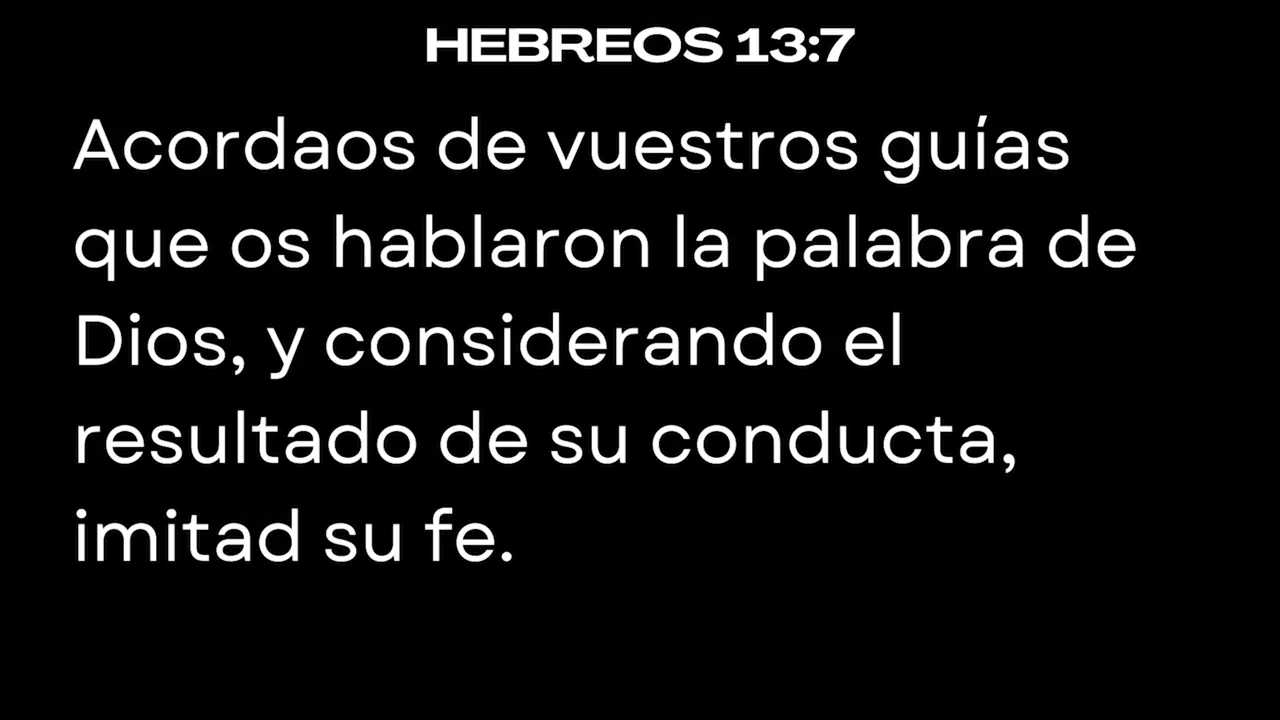 HEBREOS 13:7
Acordaos de vuestros guías
que os hablaron la palabra de
Dios, y considerando el
resultado de su conducta,
imitad su fe.